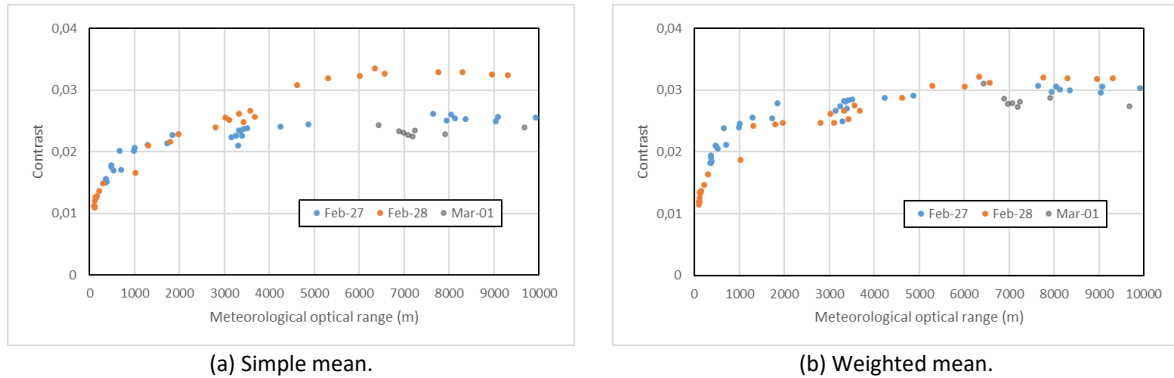 0,04
0,03
0,02
0,01
0
Contrast
0 1000 2000 3000 4000 5000 6000 7000 8000 9000 10000
Meteorological optical range (m)
Feb-27 Feb-28 Mar-01
(a) Simple mean.
0,04
0,03
0,02
0,01
0
Contrast
0 1000 2000 3000 4000 5000 6000 7000 8000 9000 10000
Meteorological optical range (m)
Feb-27 Feb-28 Mar-01
(b) Weighted mean.